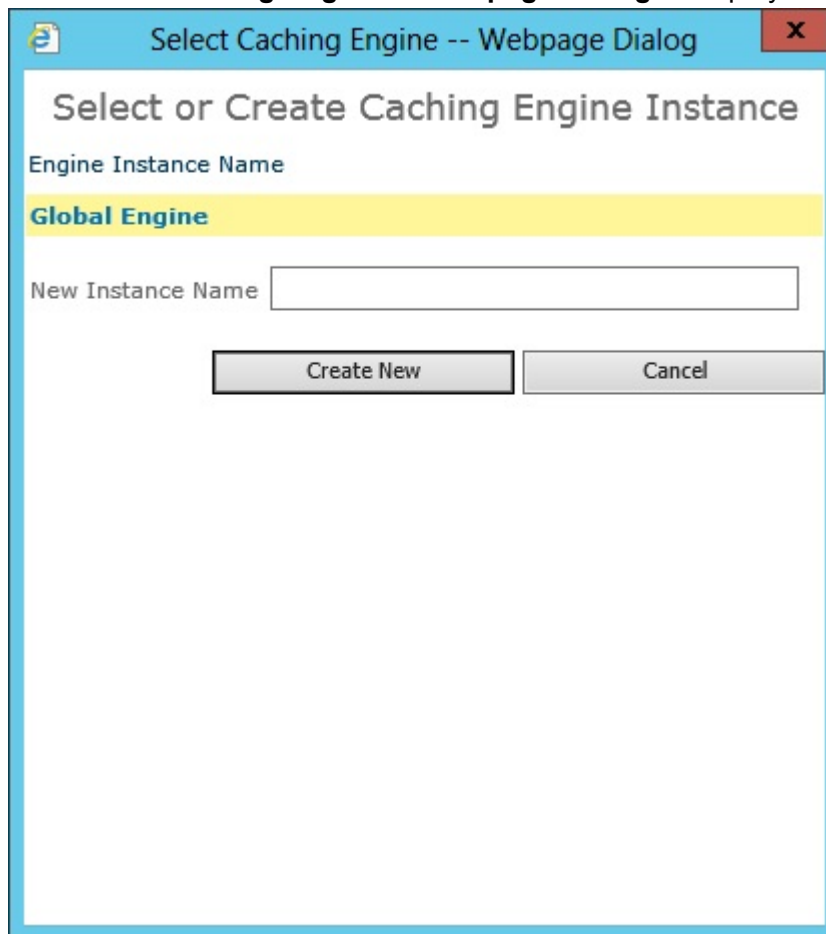 Select Caching Engine -- Webpage Dialog
x
Select or Create Caching Engine Instance
Engine Instance Name
Global Engine
New Instance Name
Create New Cancel